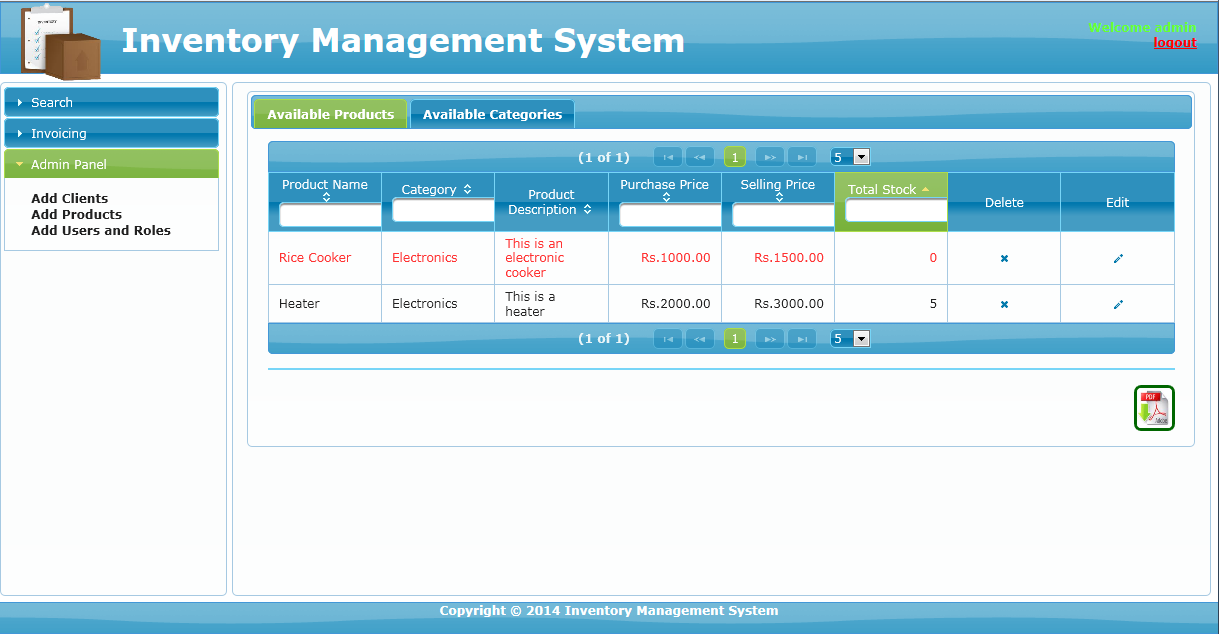 Inventory Management System
Welcome admin
logout
Search
Invoicing
Admin Panel
Add Clients
Add Products
Add Users and Roles
Available Products
Available Categories
(1 of 1) 1 5
Product Name
Category
Product
Description
Purchase Price
Selling Price
Total Stock
Delete
Edit
Rice Cooker
Electronics
This is an
electronic
cooker
Rs.1000.00
Rs.1500.00
0
Heater
Electronics
This is a
heater
Rs.2000.00
Rs.3000.00
5
(1 of 1) 1 5
PDF
Adobe
Copyright © 2014 Inventory Management System